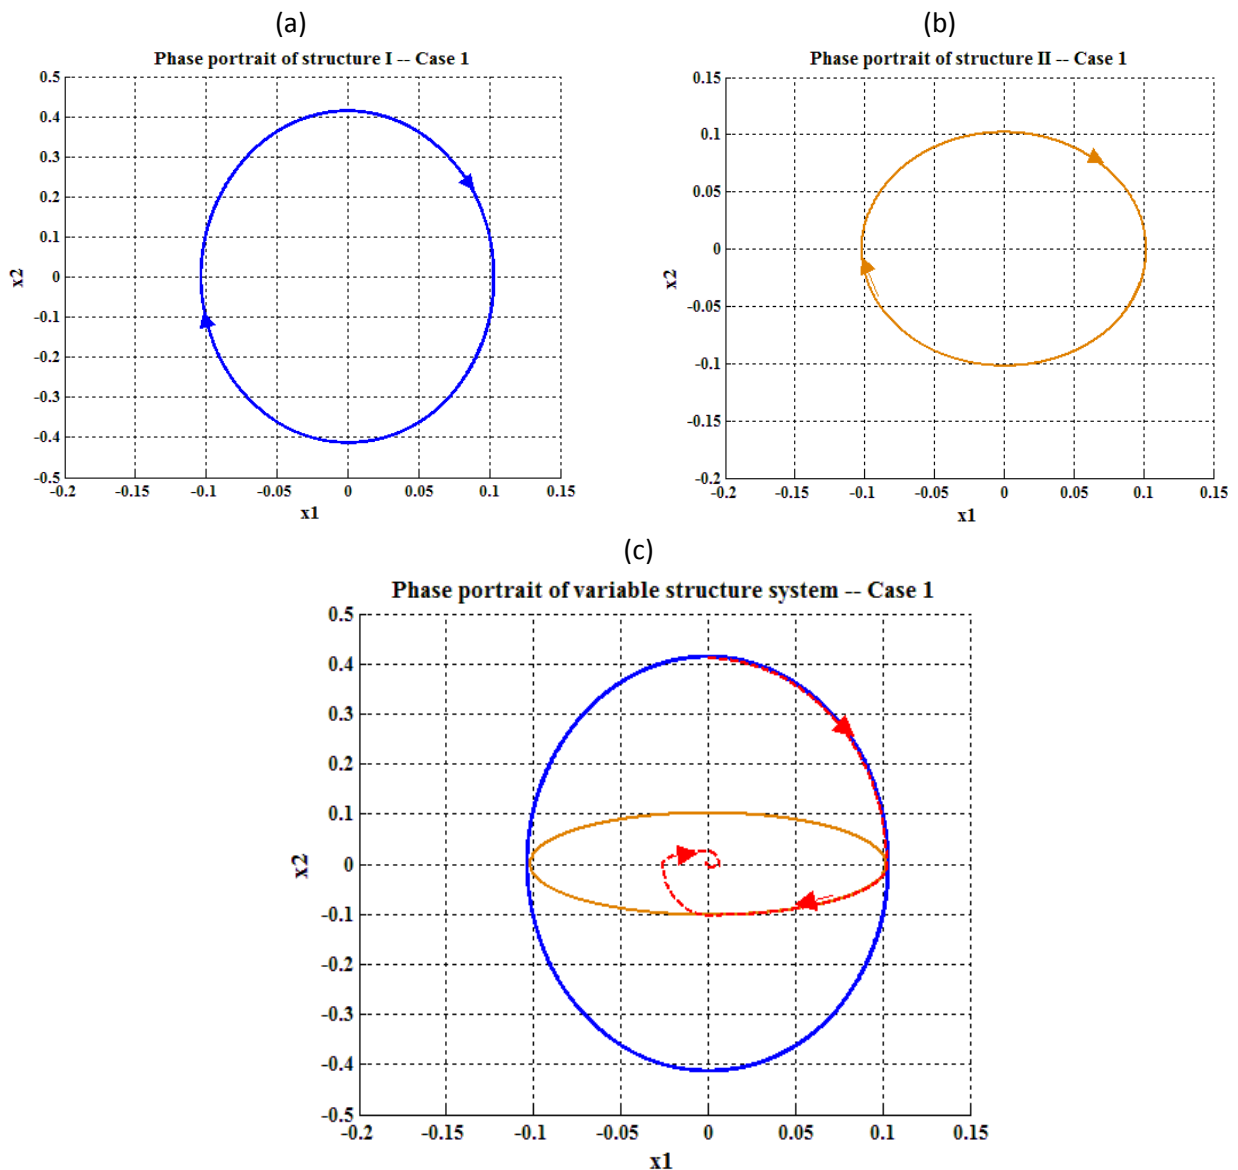 (a)
Phase portrait of structure I -- Case 1
0.5
0.4
0.3
0.2
0.1
0
-0.1
-0.2
-0.3
-0.4
-0.5
x2
-0.2 -0.15 -0.1 -0.05 0 0.05 0.1 0.15
x1
(b)
Phase portrait of structure II -- Case 1
0.15
0.1
0.05
0
-0.05
-0.1
-0.15
-0.2
x2
-0.2 -0.15 -0.1 -0.05 0 0.05 0.1 0.15
x1
(c)
Phase portrait of variable structure system -- Case 1
0.5
0.4
0.3
0.2
0.1
0
-0.1
-0.2
-0.3
-0.4
-0.5
x2
-0.2 -0.15 -0.1 -0.05 0 0.05 0.1 0.15
x1